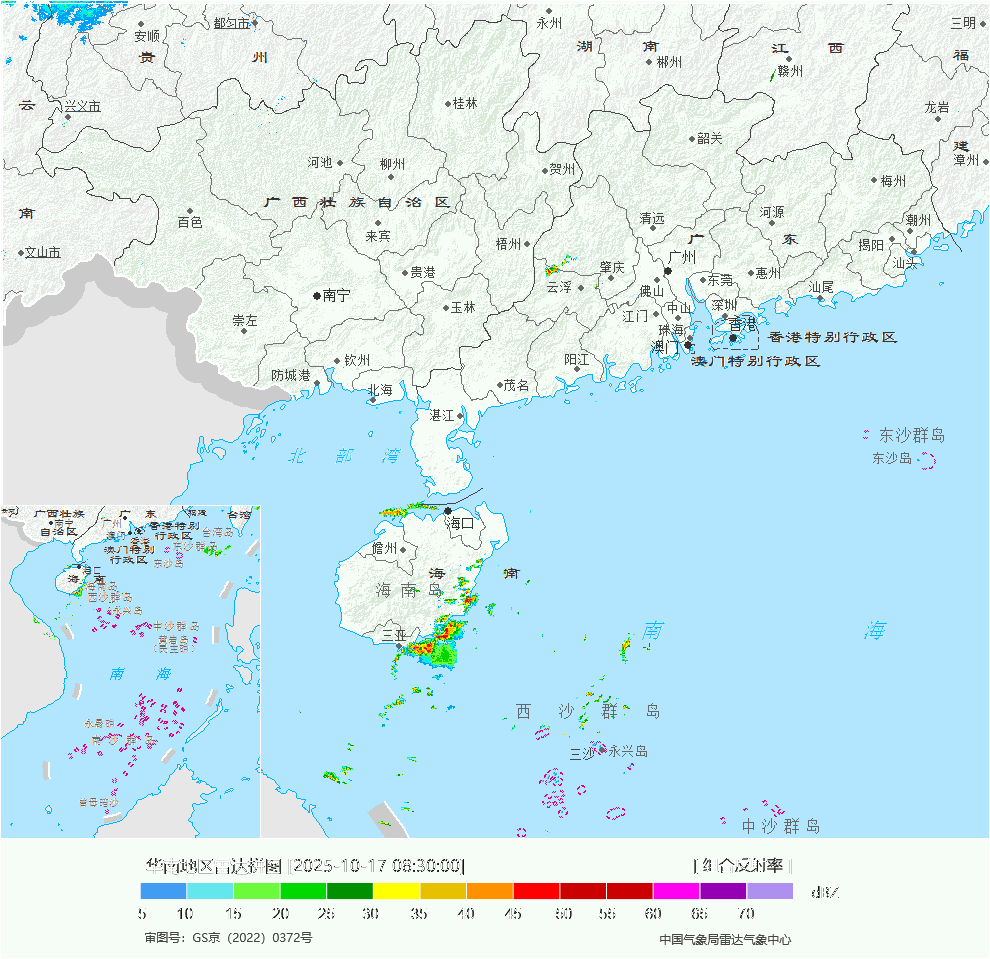 永州
三明
安顺
都匀市
湖 南
江 西
贵 州
郴州
赣州
福
云
兴义市
桂林
龙岩
韶关
建
河池
柳州
贺州
漳州
梅州
广 西 壮 族 自 治 区
南
百色
清远
河源
潮州
来宾
梧州
广 东
揭阳
文山市
广州
汕头
贵港
肇庆
惠州
南宁
云浮
佛山
东莞
汕尾
玉林
深圳
崇左
江门
中山
香港
珠海
香港特别行政区
澳门
澳门特别行政区
钦州
阳江
防城港
北海
茂名
湛江
东沙群岛
北 部 湾
东沙岛
海口
儋州
海 南
海 南 岛
三亚
南 海
西 沙 群 岛
三沙
永兴岛
中沙群岛
广西壮族
自治区
南宁
广 东
广州
福建
台湾
香港特别
行政区
澳门
香港
澳门特别
行政区
台湾岛
东沙群岛
东沙岛
海口
海 南
海南岛
西沙群岛
永兴岛
中沙群岛
黄岩岛
南 海
永暑礁
南 沙 群 岛
曾母暗沙
华南地区雷达拼图 [2025-10-17 08:30:00]
[ 组合反射率 ]
dBZ
5 10 15 20 25 30 35 40 45 50 55 60 65 70
审图号：GS京（2022）0372号
中国气象局雷达气象中心